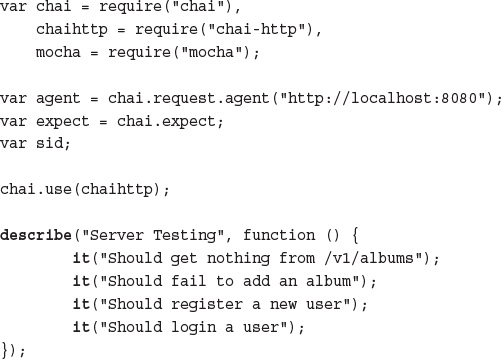 var chai = require("chai"),
    chaihttp = require("chai-http"),
    mocha = require("mocha");

var agent = chai.request.agent("http://localhost:8080");
var expect = chai.expect;
var sid;

chai.use(chaihttp);

describe("Server Testing", function () {
        it("Should get nothing from /v1/albums");
        it("Should fail to add an album");
        it("Should register a new user");
        it("Should login a user");
});